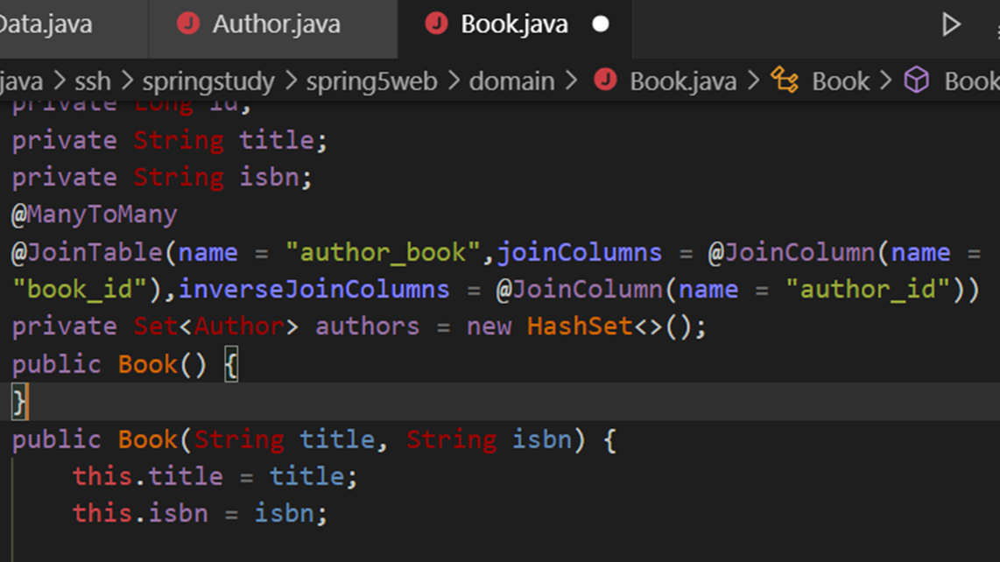 Data.java Author.java Book.java
java > ssh > springstudy > spring5web > domain > Book.java > Book > Book
private Long id;
private String title;
private String isbn;
@ManyToMany
@JoinTable(name = "author_book",joinColumns = @JoinColumn(name =
"book_id"),inverseJoinColumns = @JoinColumn(name = "author_id"))
private Set<Author> authors = new HashSet<>();
public Book() {
}
public Book(String title, String isbn) {
this.title = title;
this.isbn = isbn;